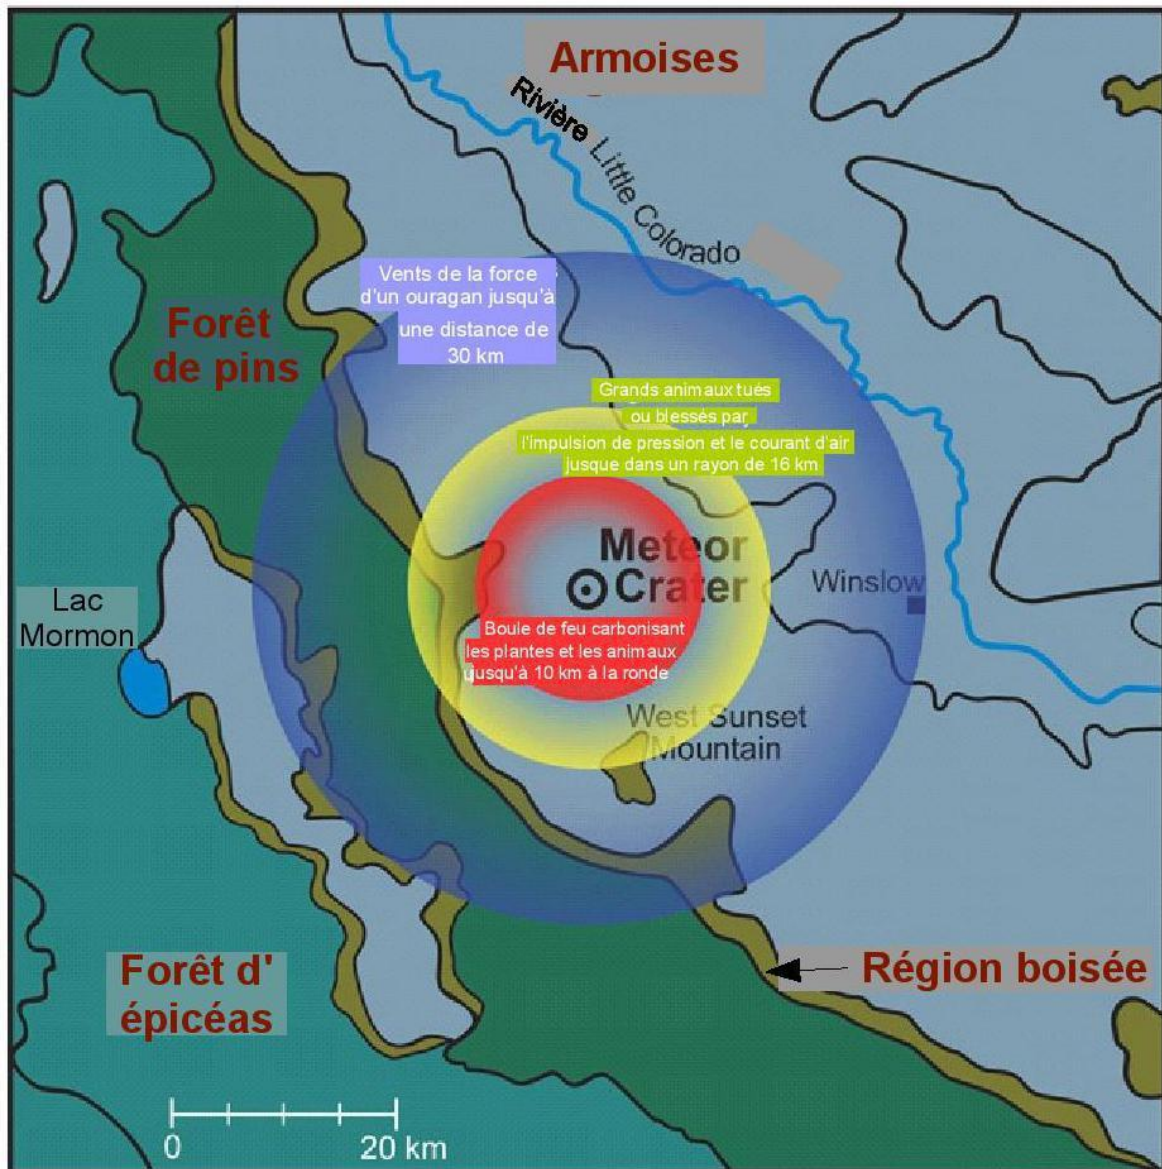 Armoises
Rivière Little Colorado
Vents de la force
d'un ouragan jusqu'à
une distance de
30 km
Forêt
de pins
Grands animaux tués
ou blessés par
l'impulsion de pression et le courant d'air
jusque dans un rayon de 16 km
Meteor
Crater
Winslow
Lac
Mormon
Boule de feu carbonisant
les plantes et les animaux
jusqu'à 10 km à la ronde
West Sunset
Mountain
Forêt d'
épicéas
Région boisée
0 20 km